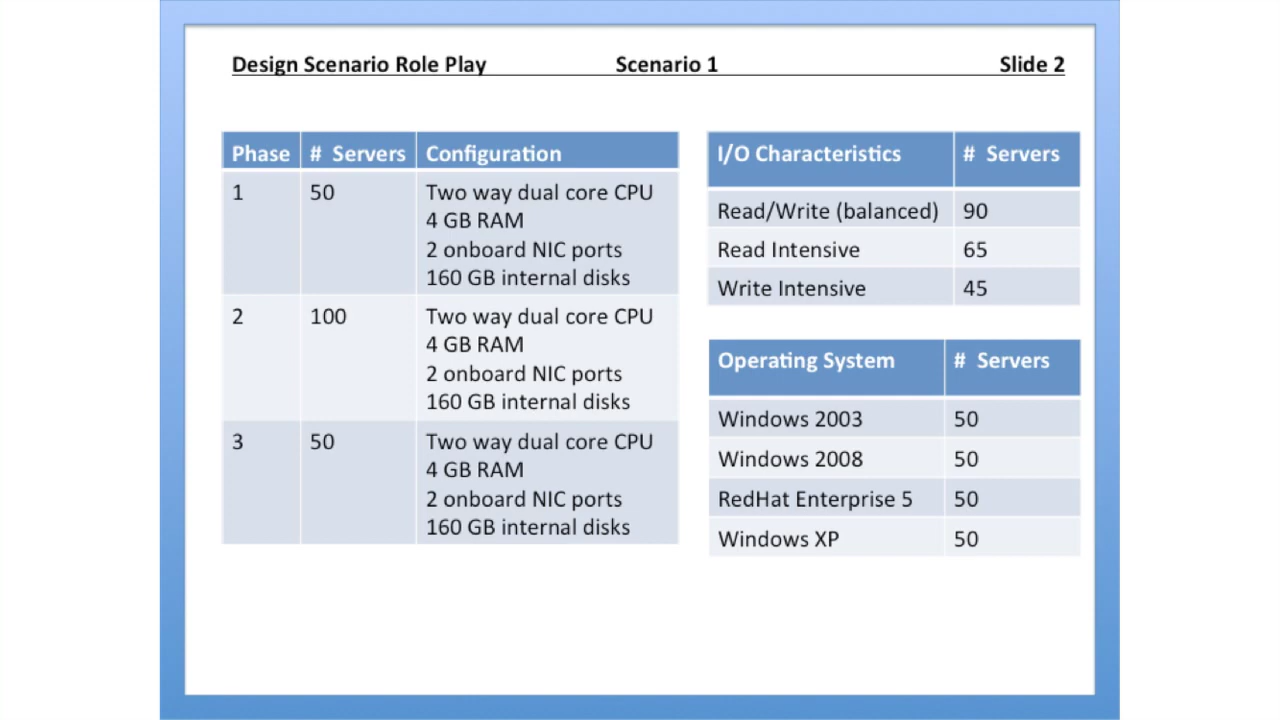 Design Scenario Role Play Scenario 1 Slide 2
Phase # Servers Configuration
1 50 Two way dual core CPU
4 GB RAM
2 onboard NIC ports
160 GB internal disks
2 100 Two way dual core CPU
4 GB RAM
2 onboard NIC ports
160 GB internal disks
3 50 Two way dual core CPU
4 GB RAM
2 onboard NIC ports
160 GB internal disks
I/O Characteristics # Servers
Read/Write (balanced) 90
Read Intensive 65
Write Intensive 45
Operating System # Servers
Windows 2003 50
Windows 2008 50
RedHat Enterprise 5 50
Windows XP 50